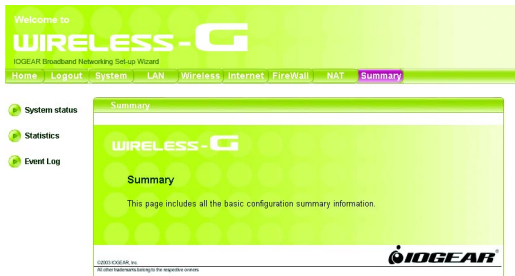 Welcome to
WIRELESS-G
IOGEAR Broadband Networking Set-up Wizard
Home Logout System LAN Wireless Internet FireWall NAT Summary
System status
Statistics
Event Log
Summary
WIRELESS-G
Summary
This page includes all the basic configuration summary information.
©2003 IOGEAR, Inc.
All other trademarks belong to the respective owners.
IOGEAR®